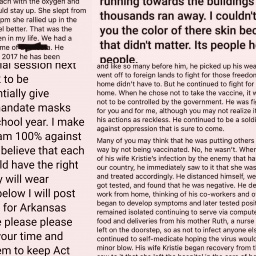 ach with the oxygen and
uld stay. She slept from
pm she rallied up in the
el better. That was the
en in my life. We had a
me o
He
2017 he has been
ial session next
k to be
ntially give
mandate masks
chool year. I make
am 100% against
believe that each
ld have the right
y will wear
below I will post
for Arkansas
e please please
your time and
em to keep Act
running towards the buildings
thousands ran away. I couldn't
you the color of there skin bec
that didn't matter. Its people h
people.
and like so many before him, he picked up his wea
went off to foreign lands to fight for those freedom
home didn't have to. But he continued to fight for
home. When he chose not to take the vaccine, it w
not to be controlled by the government. He was fi
for you and for me, although you may not realize it
his actions as reckless. He continued to be a soldi
against oppression that is sure to come.
Many of you may think that he was putting others
way by not being vaccinated. No, he wasn't. When
of his wife Kristie's infection by the enemy that ha
our country, he immediately saw to it that she was
and treated accordingly. He distanced himself, we
got tested, and found that he was negative. He de
work from home, thinking of his co-workers and o
began to develop symptoms and later tested posit
remained isolated continuing to serve via compute
food and deliveries from his mother Ruth, a nurse
left on the doorstep, so as not to infect anyone els
continued to self-medicate hoping the virus would
minor blow. His wife Kristie began recovery from t